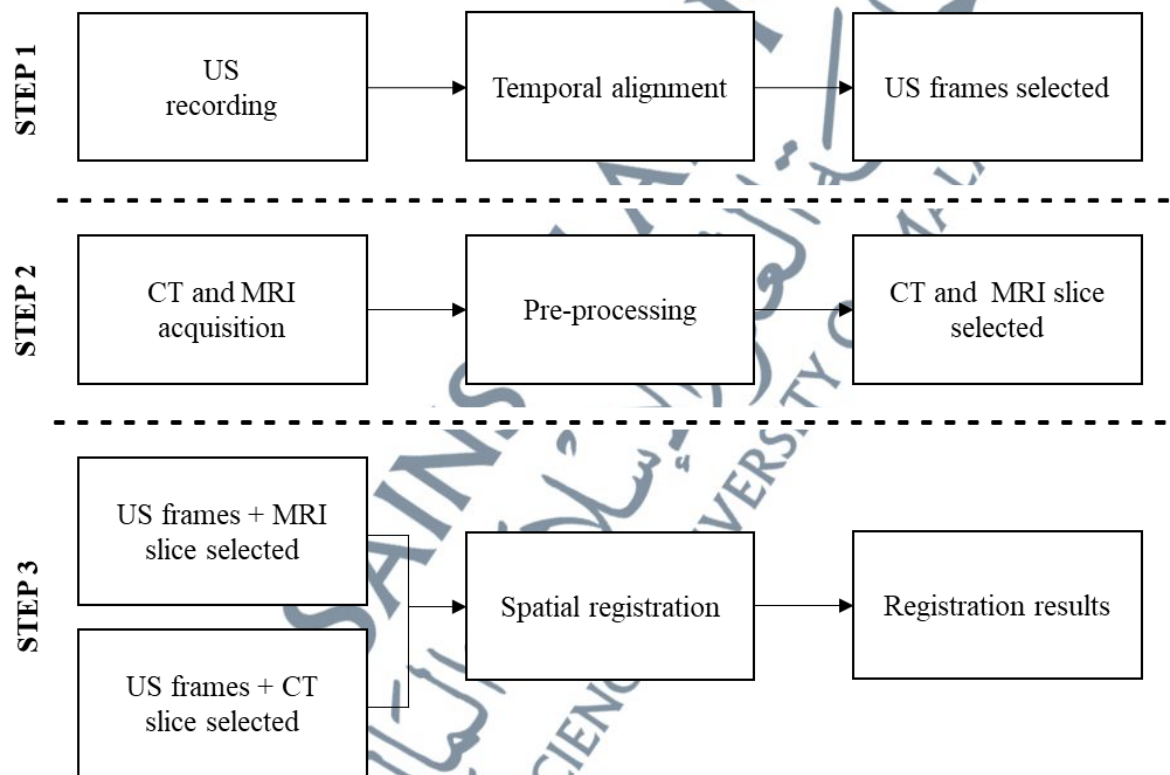 STEP 1
US
recording
Temporal alignment
US frames selected
STEP 2
CT and MRI
acquisition
Pre-processing
CT and MRI slice
selected
STEP 3
US frames + MRI
slice selected
US frames + CT
slice selected
Spatial registration
Registration results
SAINS